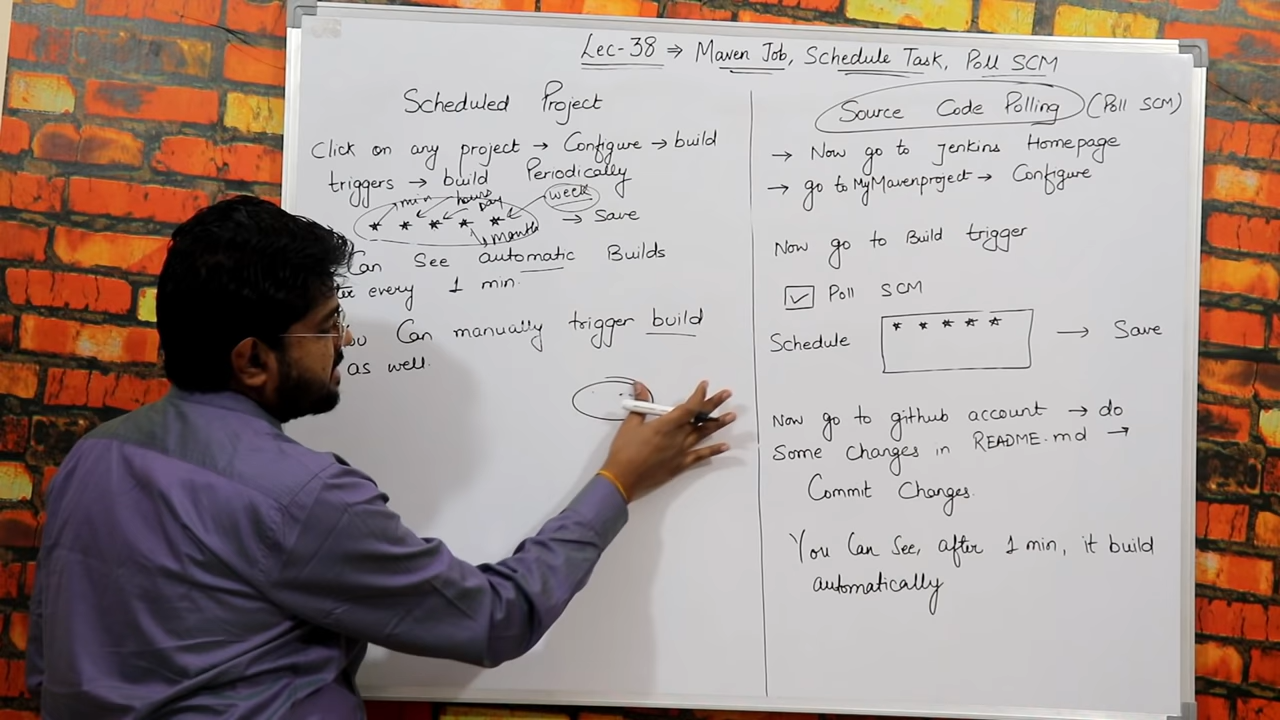 Lec-38 ⇒ Maven Job, Schedule Task, Poll SCM
Scheduled Project
Click on any project → Configure → build
triggers → build Periodically
min hours Day week
* * * * * → Save
month
Can See automatic Builds
every 1 min.
Can manually trigger build
as well.
Source Code Polling (Poll SCM)
→ Now go to Jenkins Homepage
→ go to MyMavenproject → Configure
Now go to Build trigger
☑ Poll SCM
Schedule * * * * * → Save
Now go to github account → do
Some changes in README.md →
Commit Changes.
You Can See, after 1 min, it build
automatically